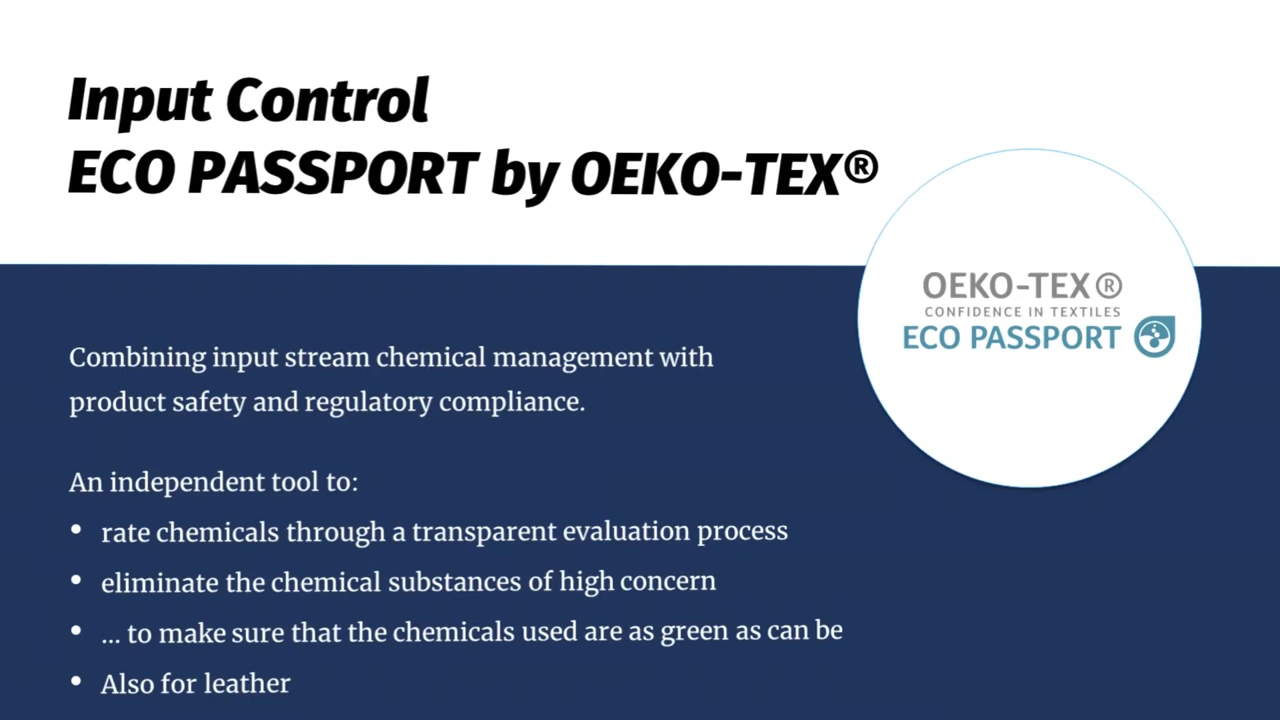 Input Control
ECO PASSPORT by OEKO-TEX®
OEKO-TEX®
CONFIDENCE IN TEXTILES
ECO PASSPORT
Combining input stream chemical management with
product safety and regulatory compliance.
An independent tool to:
• rate chemicals through a transparent evaluation process
• eliminate the chemical substances of high concern
• ... to make sure that the chemicals used are as green as can be
• Also for leather